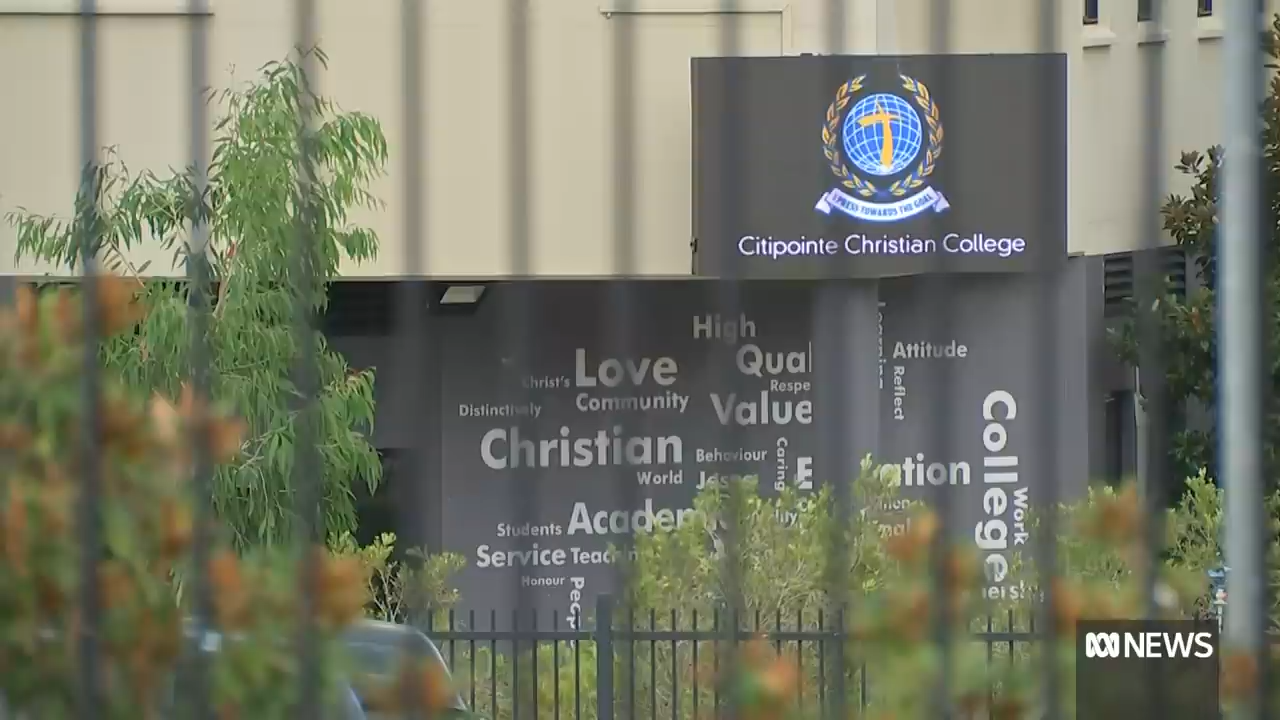 PRESS TOWARDS THE GOAL
Citipointe Christian College
High
Love
Qual
Attitude
Christ's
Respe
Reflect
Community
Value
Distinctively
Christian
College
Behaviour
Caring
World
ation
Students
Academ
Work
Service
Honour
NEWS